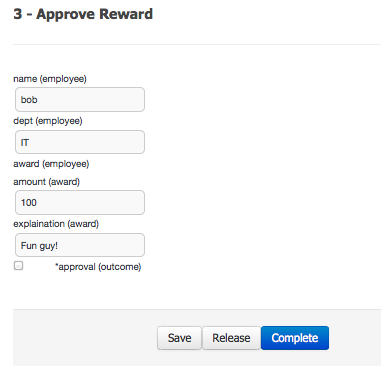 3 - Approve Reward
name (employee)
bob
dept (employee)
IT
award (employee)
amount (award)
100
explaination (award)
Fun guy!
*approval (outcome)
Save Release Complete